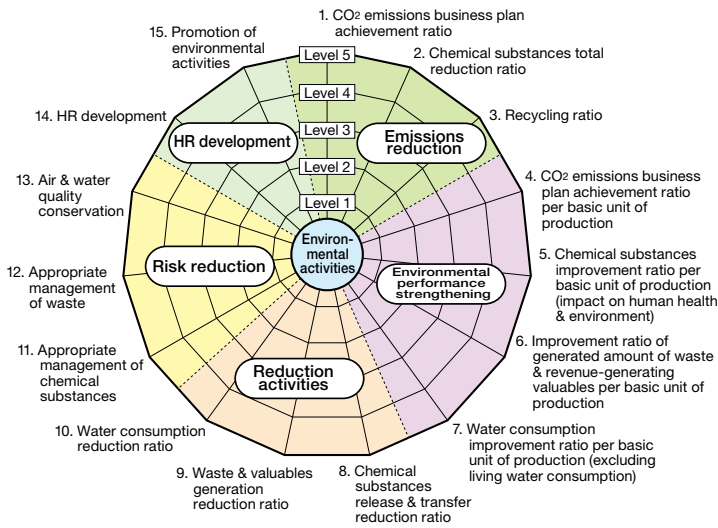 1. CO2 emissions business plan
achievement ratio
2. Chemical substances total
reduction ratio
3. Recycling ratio
4. CO2 emissions business
plan achievement ratio
per basic unit of
production
5. Chemical substances
improvement ratio per
basic unit of production
(impact on human health
& environment)
6. Improvement ratio of
generated amount of waste
& revenue-generating
valuables per basic unit of
production
7. Water consumption
improvement ratio per basic
unit of production (excluding
living water consumption)
8. Chemical
substances
release & transfer
reduction ratio
9. Waste & valuables
generation
reduction ratio
10. Water consumption
reduction ratio
11. Appropriate
management of
chemical
substances
12. Appropriate
management
of waste
13. Air & water
quality
conservation
14. HR development
15. Promotion of
environmental
activities
Level 5
Level 4
Level 3
Level 2
Level 1
HR development
Emissions
reduction
Environ-
mental
activities
Risk reduction
Environmental
performance
strengthening
Reduction
activities